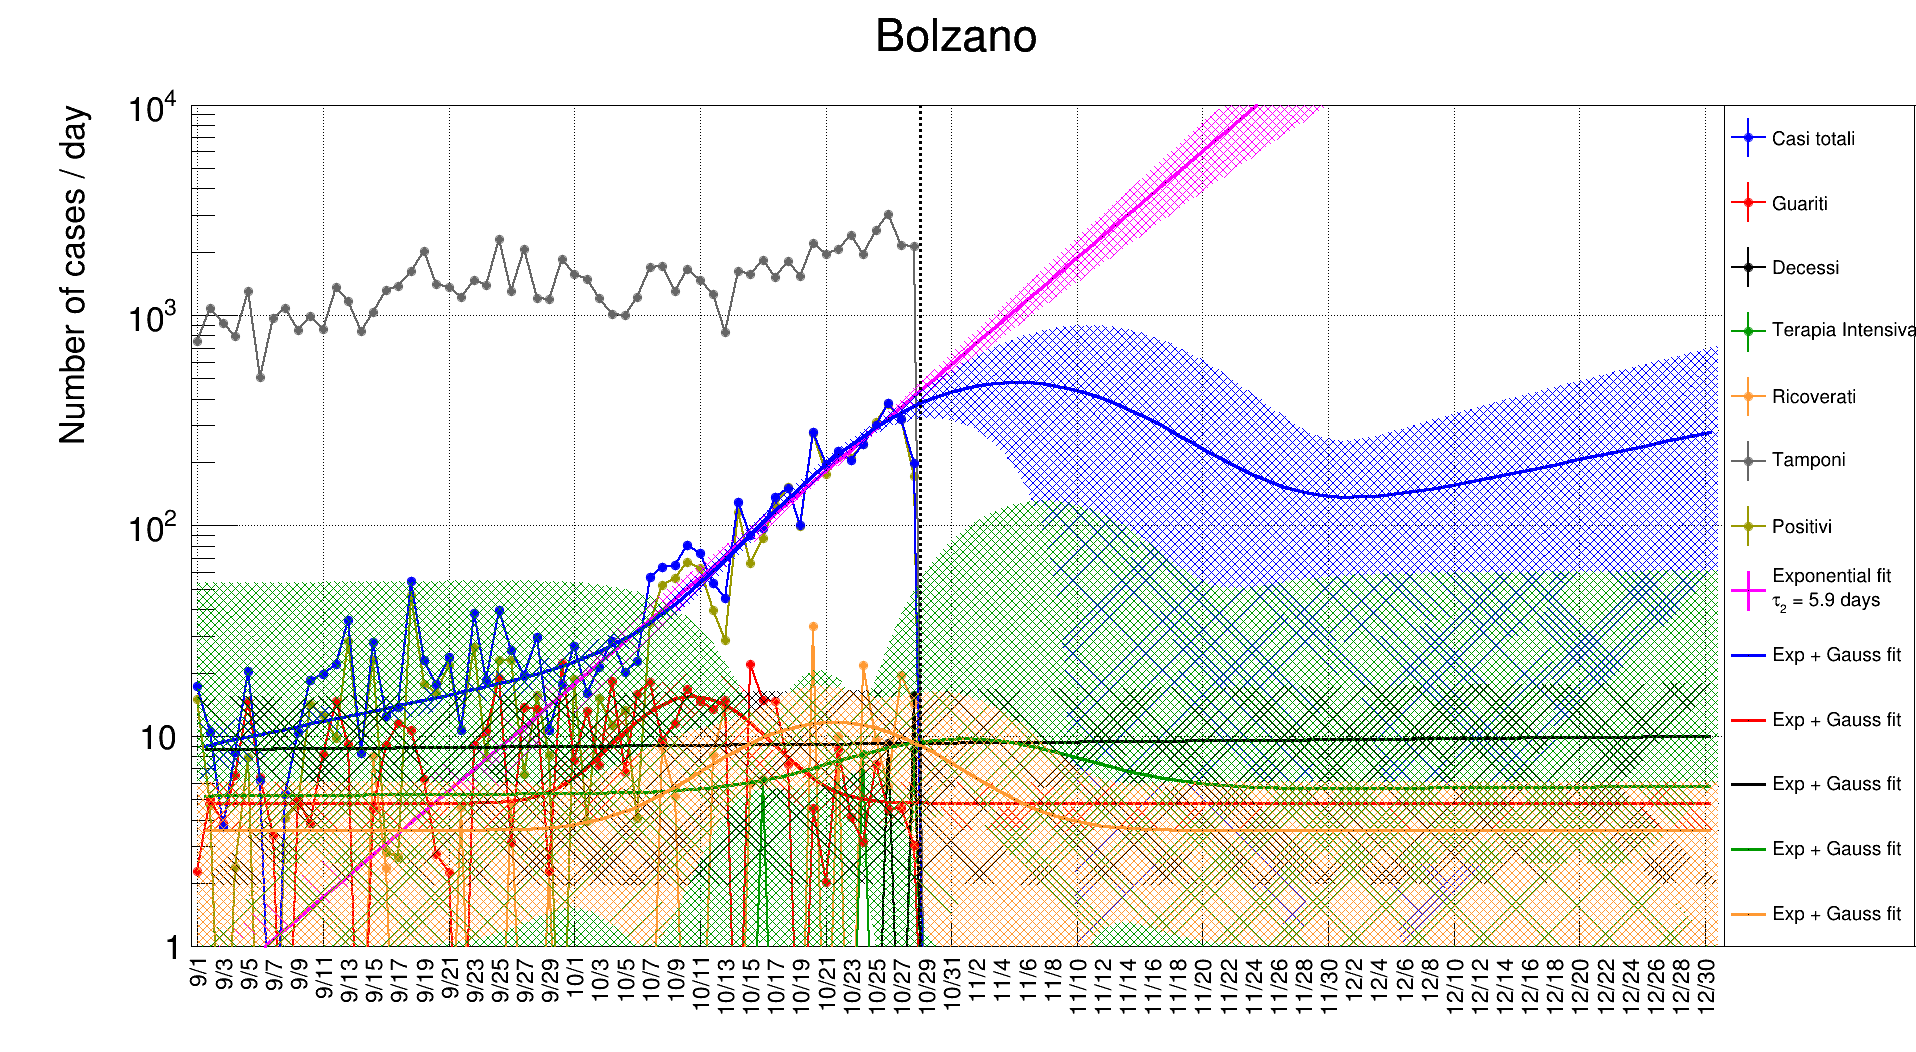 Bolzano
Number of cases / day
10⁴
10³
10²
10
1
9/1 9/3 9/5 9/7 9/9 9/11 9/13 9/15 9/17 9/19 9/21 9/23 9/25 9/27 9/29 10/1 10/3 10/5 10/7 10/9 10/11 10/13 10/15 10/17 10/19 10/21 10/23 10/25 10/27 10/29 10/31 11/2 11/4 11/6 11/8 11/10 11/12 11/14 11/16 11/18 11/20 11/22 11/24 11/26 11/28 11/30 12/2 12/4 12/6 12/8 12/10 12/12 12/14 12/16 12/18 12/20 12/22 12/24 12/26 12/28 12/30
Casi totali
Guariti
Decessi
Terapia Intensiva
Ricoverati
Tamponi
Positivi
Exponential fit
τ₂ = 5.9 days
Exp + Gauss fit
Exp + Gauss fit
Exp + Gauss fit
Exp + Gauss fit
Exp + Gauss fit